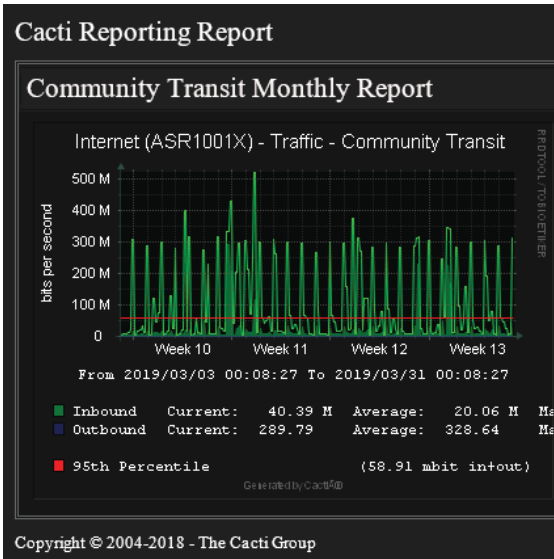 Cacti Reporting Report
Community Transit Monthly Report
Internet (ASR1001X) - Traffic - Community Transit
RRDTOOL / TOBI OETIKER
bits per second
500 M
400 M
300 M
200 M
100 M
0
Week 10 Week 11 Week 12 Week 13
From 2019/03/03 00:08:27 To 2019/03/31 00:08:27
Inbound Current: 40.39 M Average: 20.06 M Ma
Outbound Current: 289.79 Average: 328.64 Ma
95th Percentile (58.91 mbit in+out)
Generated by CactiÂ®
Copyright © 2004-2018 - The Cacti Group